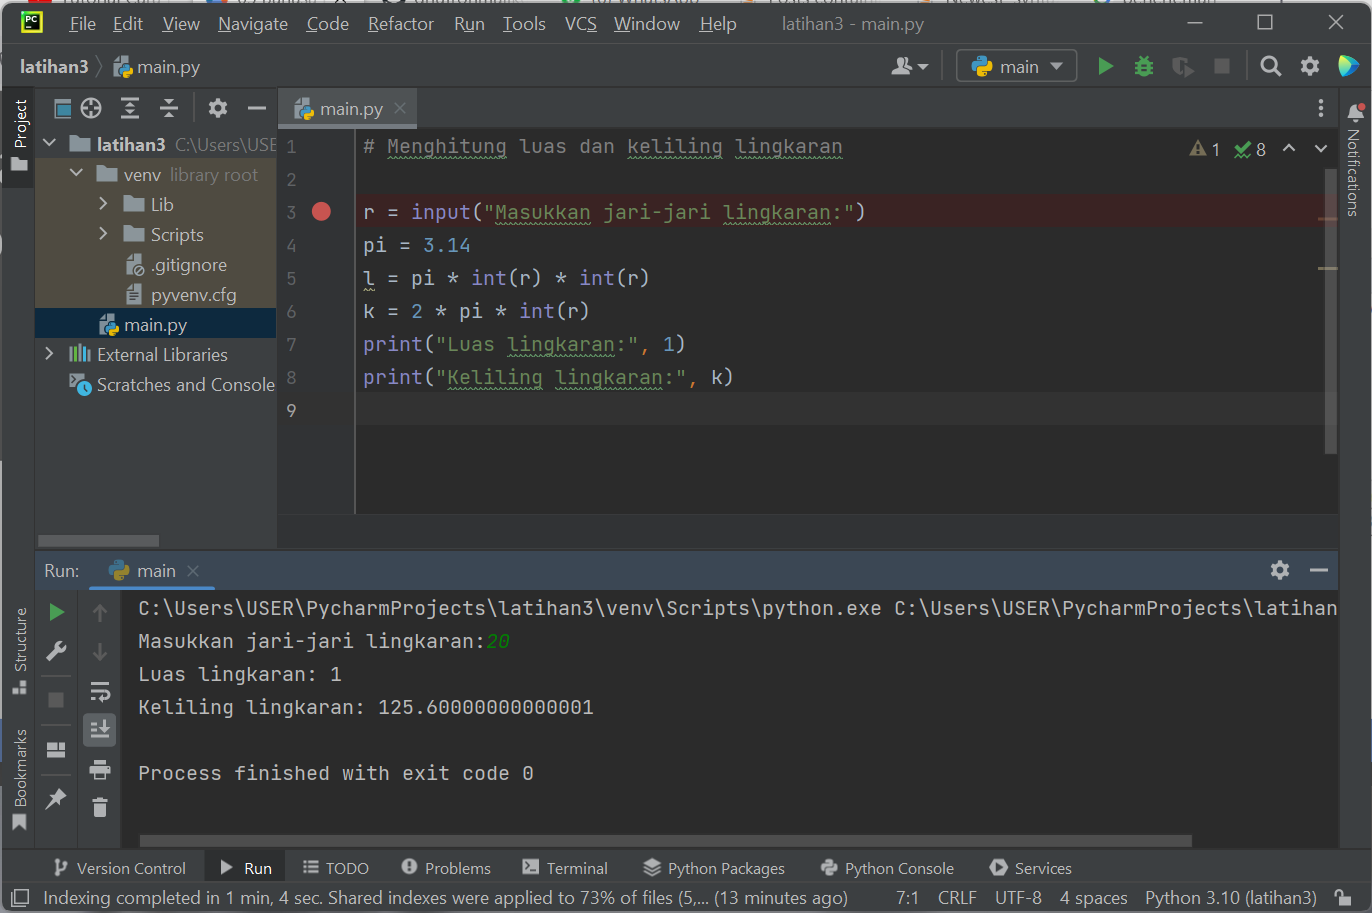 File Edit View Navigate Code Refactor Run Tools VCS Window Help latihan3 - main.py
latihan3 main.py main
Project
main.py
latihan3 C:\Users\USE
venv library root
Lib
Scripts
.gitignore
pyvenv.cfg
main.py
External Libraries
Scratches and Console
1 # Menghitung luas dan keliling lingkaran
2
3 r = input("Masukkan jari-jari lingkaran:")
4 pi = 3.14
5 l = pi * int(r) * int(r)
6 k = 2 * pi * int(r)
7 print("Luas lingkaran:", 1)
8 print("Keliling lingkaran:", k)
9
1 8
Notifications
Run: main
C:\Users\USER\PycharmProjects\latihan3\venv\Scripts\python.exe C:\Users\USER\PycharmProjects\latihan
Masukkan jari-jari lingkaran:20
Luas lingkaran: 1
Keliling lingkaran: 125.60000000000001
Process finished with exit code 0
Structure
Bookmarks
Version Control Run TODO Problems Terminal Python Packages Python Console Services
Indexing completed in 1 min, 4 sec. Shared indexes were applied to 73% of files (5,... (13 minutes ago) 7:1 CRLF UTF-8 4 spaces Python 3.10 (latihan3)